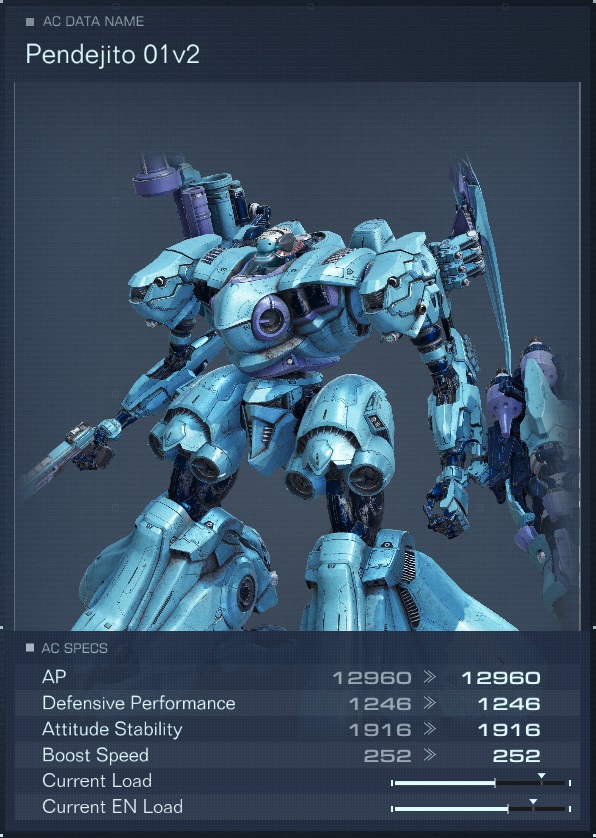 AC DATA NAME
Pendejito 01v2
AC SPECS
AP 12960 >> 12960
Defensive Performance 1246 >> 1246
Attitude Stability 1916 >> 1916
Boost Speed 252 >> 252
Current Load
Current EN Load